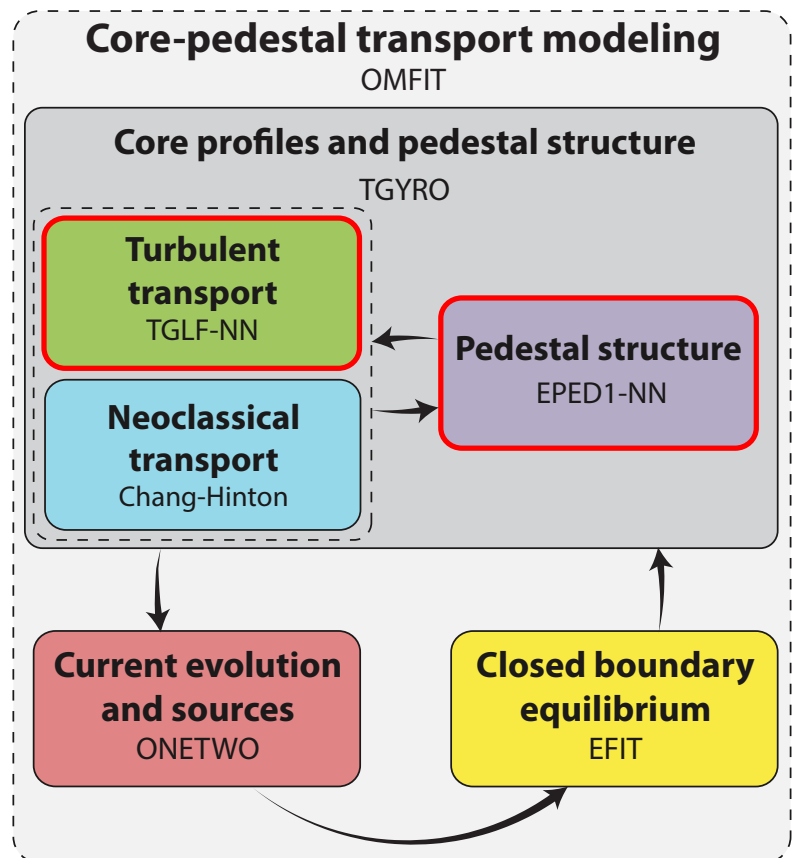 Core-pedestal transport modeling
OMFIT
Core profiles and pedestal structure
TGYRO
Turbulent
transport
TGLF-NN
Neoclassical
transport
Chang-Hinton
Pedestal structure
EPED1-NN
Current evolution
and sources
ONETWO
Closed boundary
equilibrium
EFIT